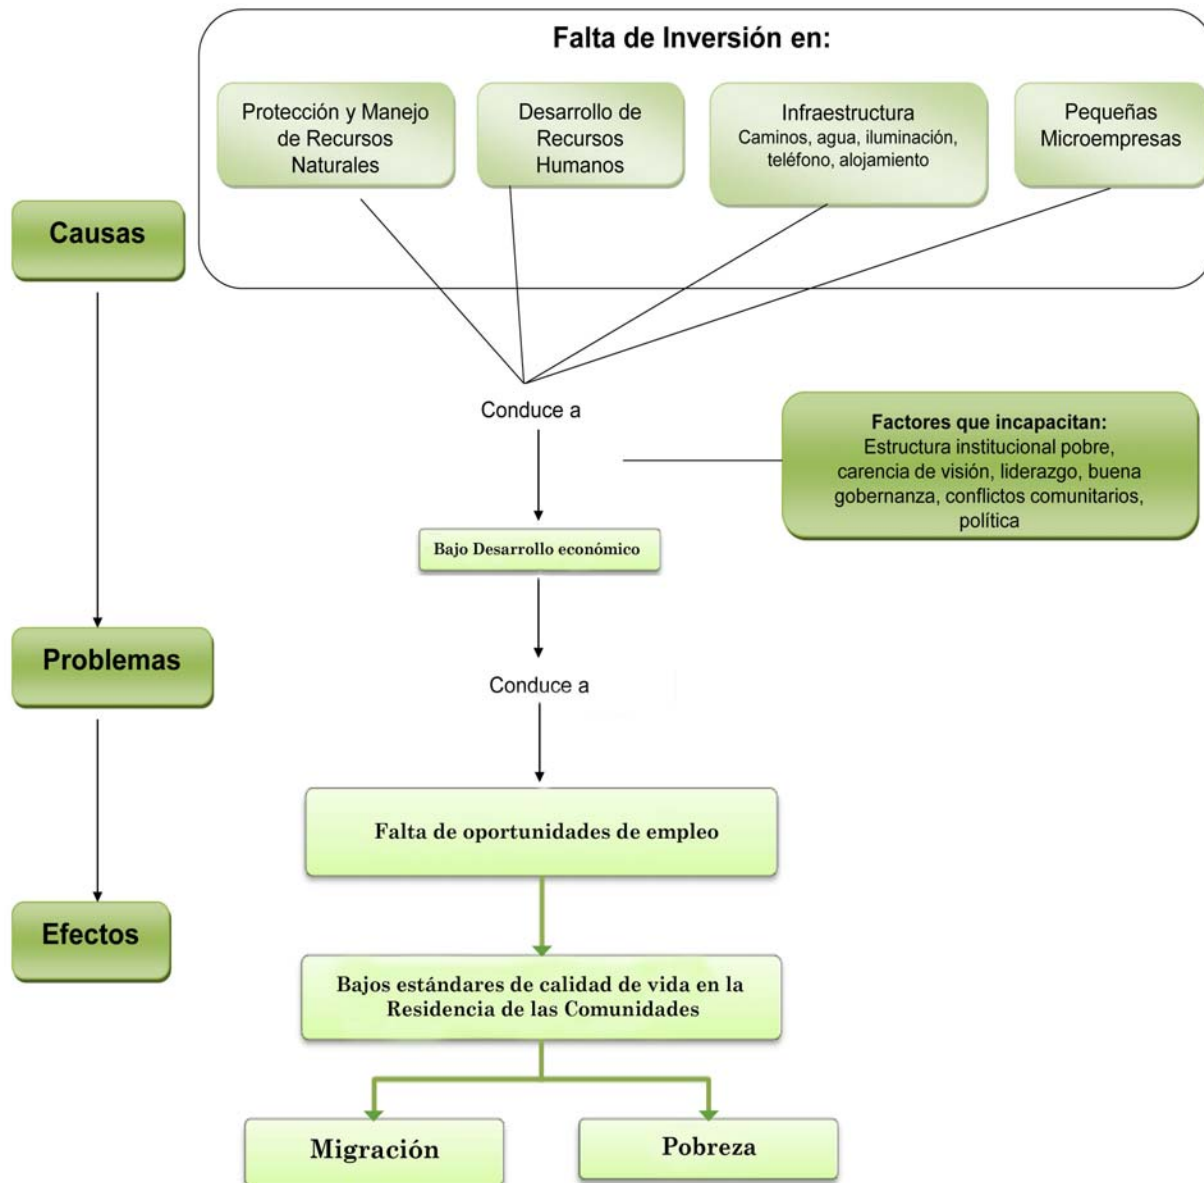 Falta de Inversión en:
Protección y Manejo
de Recursos
Naturales
Desarrollo de
Recursos
Humanos
Infraestructura
Caminos, agua, iluminación,
teléfono, alojamiento
Pequeñas
Microempresas
Causas
Conduce a
Factores que incapacitan:
Estructura institucional pobre,
carencia de visión, liderazgo, buena
gobernanza, conflictos comunitarios,
política
Bajo Desarrollo económico
Problemas
Conduce a
Falta de oportunidades de empleo
Efectos
Bajos estándares de calidad de vida en la
Residencia de las Comunidades
Migración
Pobreza